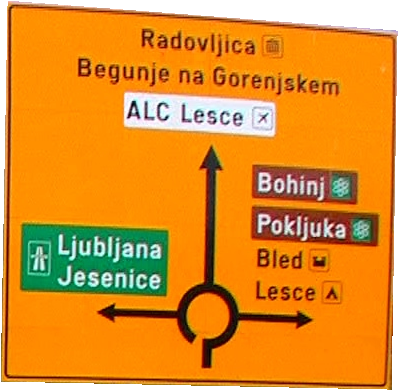 Radovljica
Begunje na Gorenjskem
ALC Lesce
Bohinj
Pokljuka
Ljubljana
Jesenice
Bled
Lesce